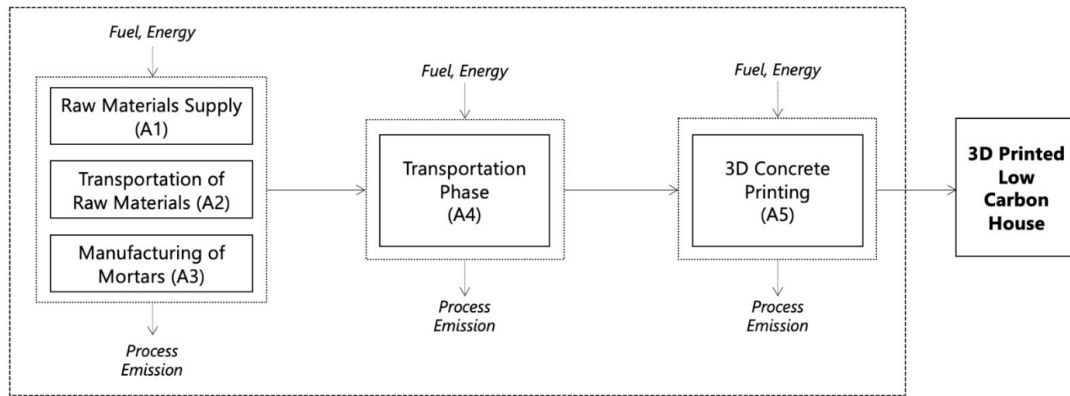 Fuel, Energy
Raw Materials Supply
(A1)
Transportation of
Raw Materials (A2)
Manufacturing of
Mortars (A3)
Process
Emission
Fuel, Energy
Transportation
Phase
(A4)
Process
Emission
Fuel, Energy
3D Concrete
Printing
(A5)
Process
Emission
3D Printed
Low
Carbon
House